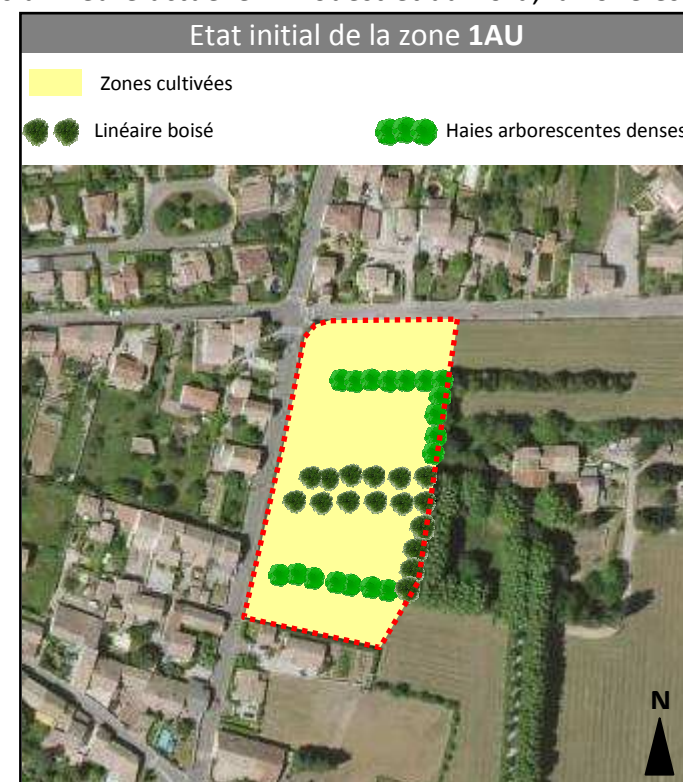 Etat initial de la zone 1AU
Zones cultivées
Linéaire boisé
Haies arborescentes denses
N